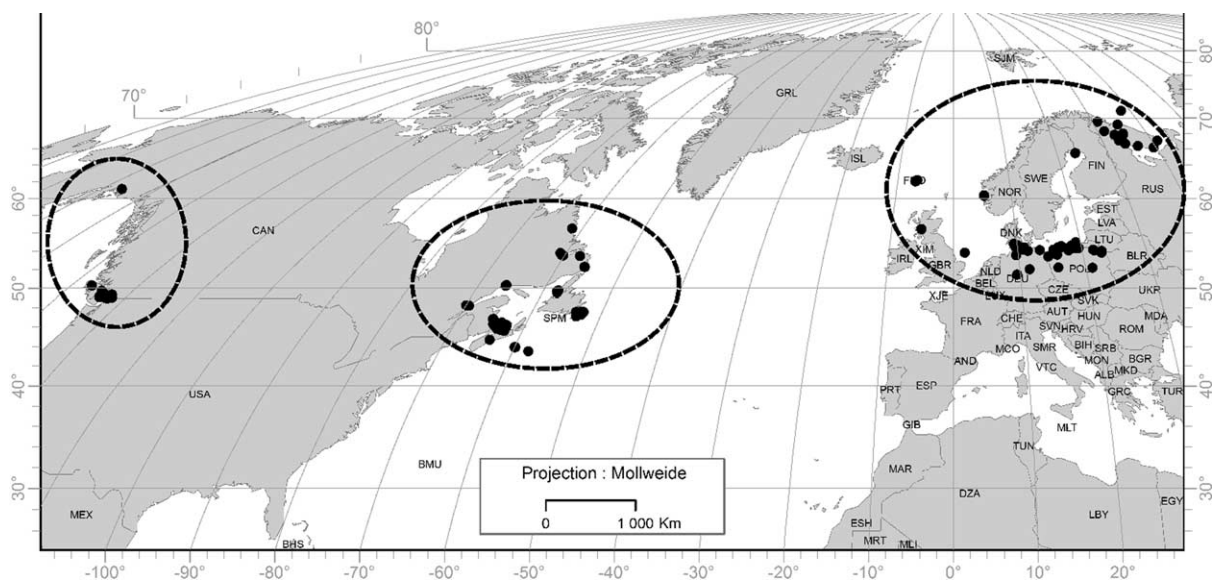 80°
80°
80°
SJM
70°
GRL
70°
70°
ISL
FIN
SWE
RUS
60°
NOR
60°
CAN
EST
LVA
DNK
LTU
XIM
IRL
GBR
BLR
NLD
POL
DEU
BEL
50°
CZE
UKR
50°
XJE
SVK
SPM
AUT
FRA
CHE
HUN
MDA
SVN
HRV
ROM
ITA
MCO
SMR
BIH
SRB
AND
MON
BGR
40°
VTC
MKD
40°
USA
ALB
PRT
ESP
GRC
TUR
GIB
MLT
TUN
BMU
MAR
Projection : Mollweide
30°
DZA
30°
LBY
EGY
0
1 000 Km
MEX
ESH
MRT
MLI
BHS
-100
-90
-80
-70
-60
-50
-40
-30
-20
-10
0
10
20